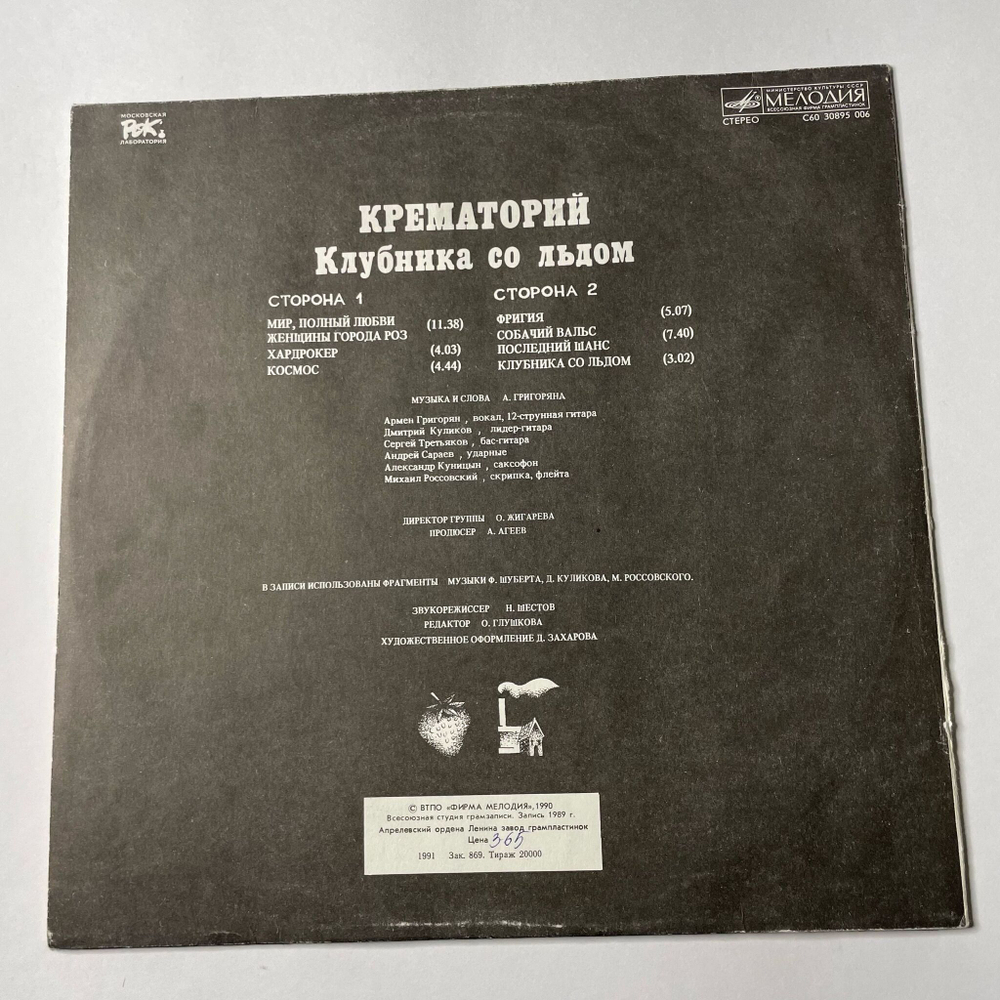 МОСКОВСКАЯ
РОК
ЛАБОРАТОРИЯ
МИНИСТЕРСТВО КУЛЬТУРЫ СССР
МЕЛОДИЯ
ВСЕСОЮЗНАЯ ФИРМА ГРАМПЛАСТИНОК
СТЕРЕО С60 30895 006
КРЕМАТОРИЙ
Клубника со льдом
СТОРОНА 1
МИР, ПОЛНЫЙ ЛЮБВИ (11.38)
ЖЕНЩИНЫ ГОРОДА РОЗ
ХАРДРОКЕР (4.03)
КОСМОС (4.44)
СТОРОНА 2
ФРИГИЯ (5.07)
СОБАЧИЙ ВАЛЬС (7.40)
ПОСЛЕДНИЙ ШАНС
КЛУБНИКА СО ЛЬДОМ (3.02)
МУЗЫКА И СЛОВА А. ГРИГОРЯНА
Армен Григорян , вокал, 12-струнная гитара
Дмитрий Куликов , лидер-гитара
Сергей Третьяков , бас-гитара
Андрей Сараев , ударные
Александр Куницын , саксофон
Михаил Россовский , скрипка, флейта
ДИРЕКТОР ГРУППЫ О. ЖИГАРЕВА
ПРОДЮСЕР А. АГЕЕВ
В ЗАПИСИ ИСПОЛЬЗОВАНЫ ФРАГМЕНТЫ МУЗЫКИ Ф. ШУБЕРТА, Д. КУЛИКОВА, М. РОССОВСКОГО.
ЗВУКОРЕЖИССЕР Н. ШЕСТОВ
РЕДАКТОР О. ГЛУШКОВА
ХУДОЖЕСТВЕННОЕ ОФОРМЛЕНИЕ Д. ЗАХАРОВА
© ВТПО «ФИРМА МЕЛОДИЯ», 1990
Всесоюзная студия грамзаписи. Запись 1989 г.
Апрелевский ордена Ленина завод грампластинок
Цена 365
1991 Зак. 869. Тираж 20000